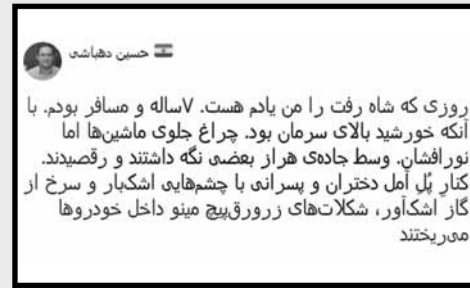 حسین دهباشی 🇮🇷
روزی که شاه رفت را من یادم هست. ۷ساله و مسافر بودم. با
آنکه خورشید بالای سرمان بود. چراغ جلوی ماشین‌ها اما
نورافشان. وسط جاده‌ی هراز بعضی نگه داشتند و رقصیدند.
کنارِ پُلِ آمل دختران و پسرانی با چشم‌هایی اشک‌بار و سرخ از
گاز اشک‌آور، شکلات‌های زرورق‌پیچ مینو داخل خودروها
می‌ریختند